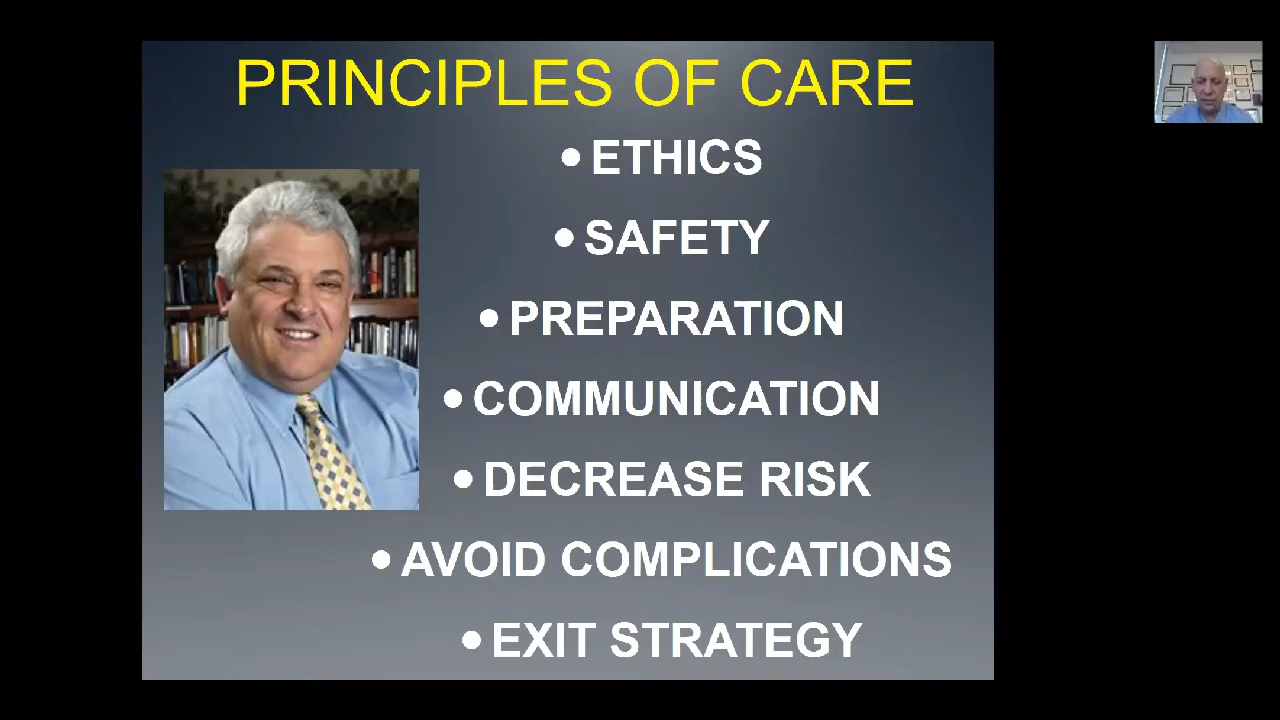 PRINCIPLES OF CARE
• ETHICS
• SAFETY
• PREPARATION
• COMMUNICATION
• DECREASE RISK
• AVOID COMPLICATIONS
• EXIT STRATEGY